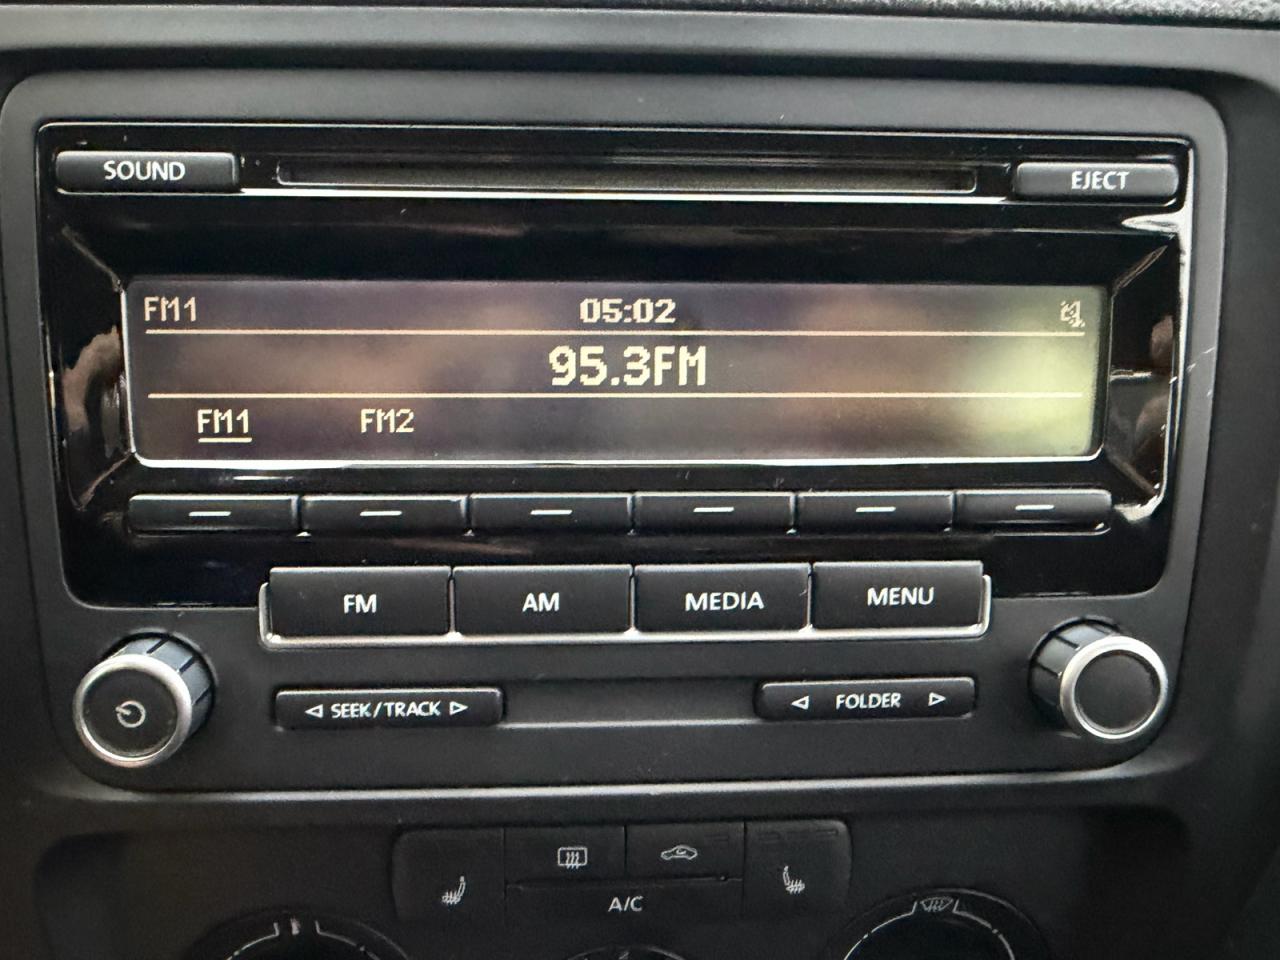 SOUND
EJECT
FM1 05:02
95.3FM
FM1 FM2
FM AM MEDIA MENU
SEEK/TRACK FOLDER
A/C